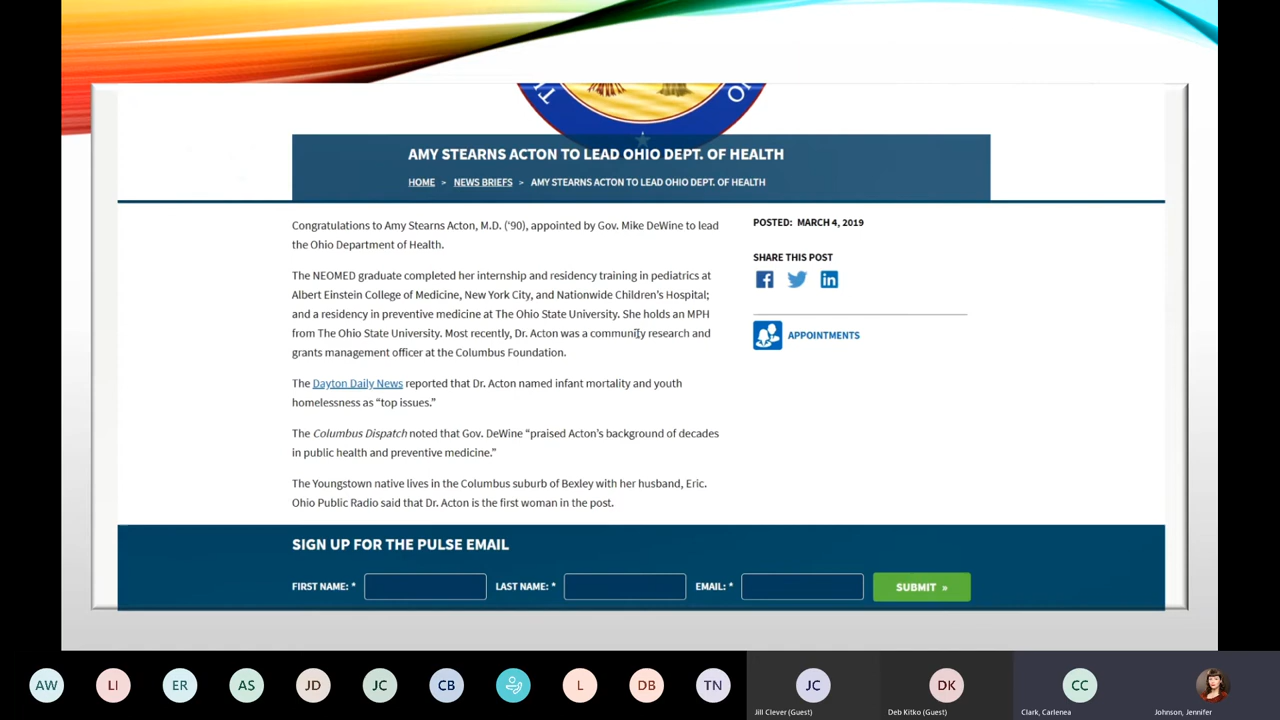 AMY STEARNS ACTON TO LEAD OHIO DEPT. OF HEALTH
HOME > NEWS BRIEFS > AMY STEARNS ACTON TO LEAD OHIO DEPT. OF HEALTH
Congratulations to Amy Stearns Acton, M.D. (‘90), appointed by Gov. Mike DeWine to lead
the Ohio Department of Health.
The NEOMED graduate completed her internship and residency training in pediatrics at
Albert Einstein College of Medicine, New York City, and Nationwide Children’s Hospital;
and a residency in preventive medicine at The Ohio State University. She holds an MPH
from The Ohio State University. Most recently, Dr. Acton was a community research and
grants management officer at the Columbus Foundation.
The Dayton Daily News reported that Dr. Acton named infant mortality and youth
homelessness as “top issues.”
The Columbus Dispatch noted that Gov. DeWine “praised Acton’s background of decades
in public health and preventive medicine.”
The Youngstown native lives in the Columbus suburb of Bexley with her husband, Eric.
Ohio Public Radio said that Dr. Acton is the first woman in the post.
POSTED: MARCH 4, 2019
SHARE THIS POST
APPOINTMENTS
SIGN UP FOR THE PULSE EMAIL
FIRST NAME: * LAST NAME: * EMAIL: * SUBMIT »
AW LI ER AS JD JC CB L DB TN JC DK CC
Jill Clever (Guest) Deb Kitko (Guest) Clark, Carlenea Johnson, Jennifer